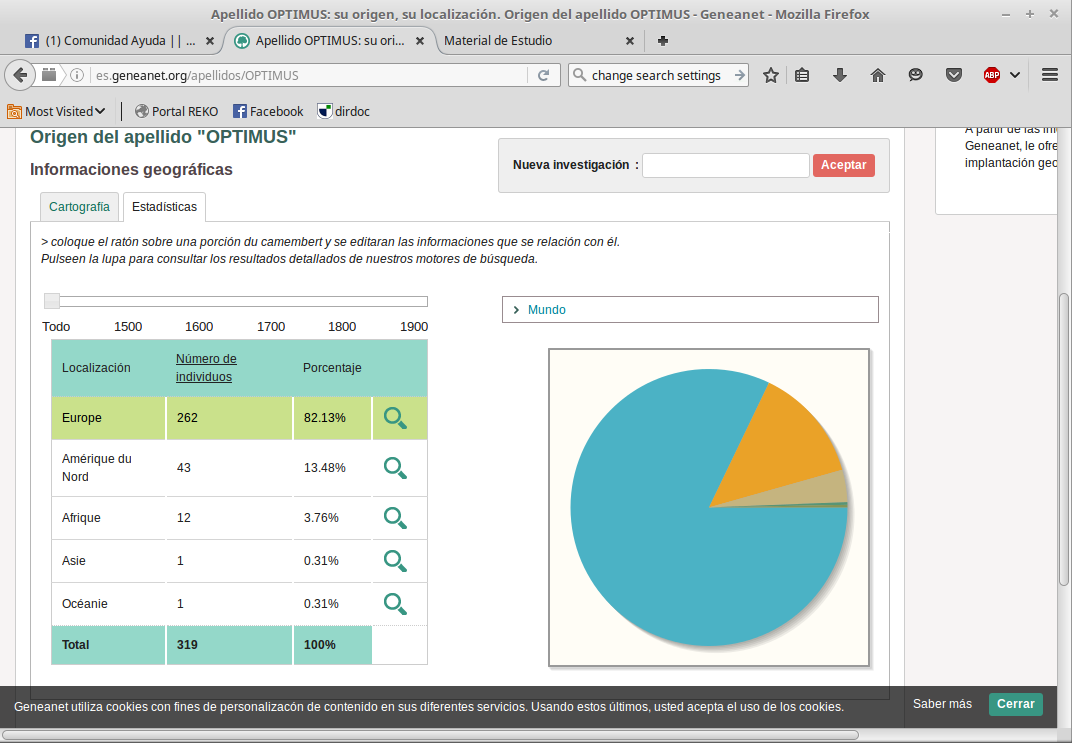 Apellido OPTIMUS: su origen, su localización. Origen del apellido OPTIMUS - Geneanet - Mozilla Firefox
(1) Comunidad Ayuda || ...
Apellido OPTIMUS: su ori...
Material de Estudio
es.geneanet.org/apellidos/OPTIMUS
change search settings
ABP
Most Visited
Portal REKO
Facebook
dirdoc
Origen del apellido "OPTIMUS"
Informaciones geográficas
Nueva investigación :
Aceptar
A partir de las
Geneanet, le ofre
implantación geo
Cartografía
Estadísticas
> coloque el ratón sobre una porción du camembert y se editaran las informaciones que se relación con él.
Pulseen la lupa para consultar los resultados detallados de nuestros motores de búsqueda.
Todo 1500 1600 1700 1800 1900
Mundo
Localización Número de individuos Porcentaje
Europe 262 82.13%
Amérique du Nord 43 13.48%
Afrique 12 3.76%
Asie 1 0.31%
Océanie 1 0.31%
Total 319 100%
Geneanet utiliza cookies con fines de personalizacón de contenido en sus diferentes servicios. Usando estos últimos, usted acepta el uso de los cookies.
Saber más
Cerrar